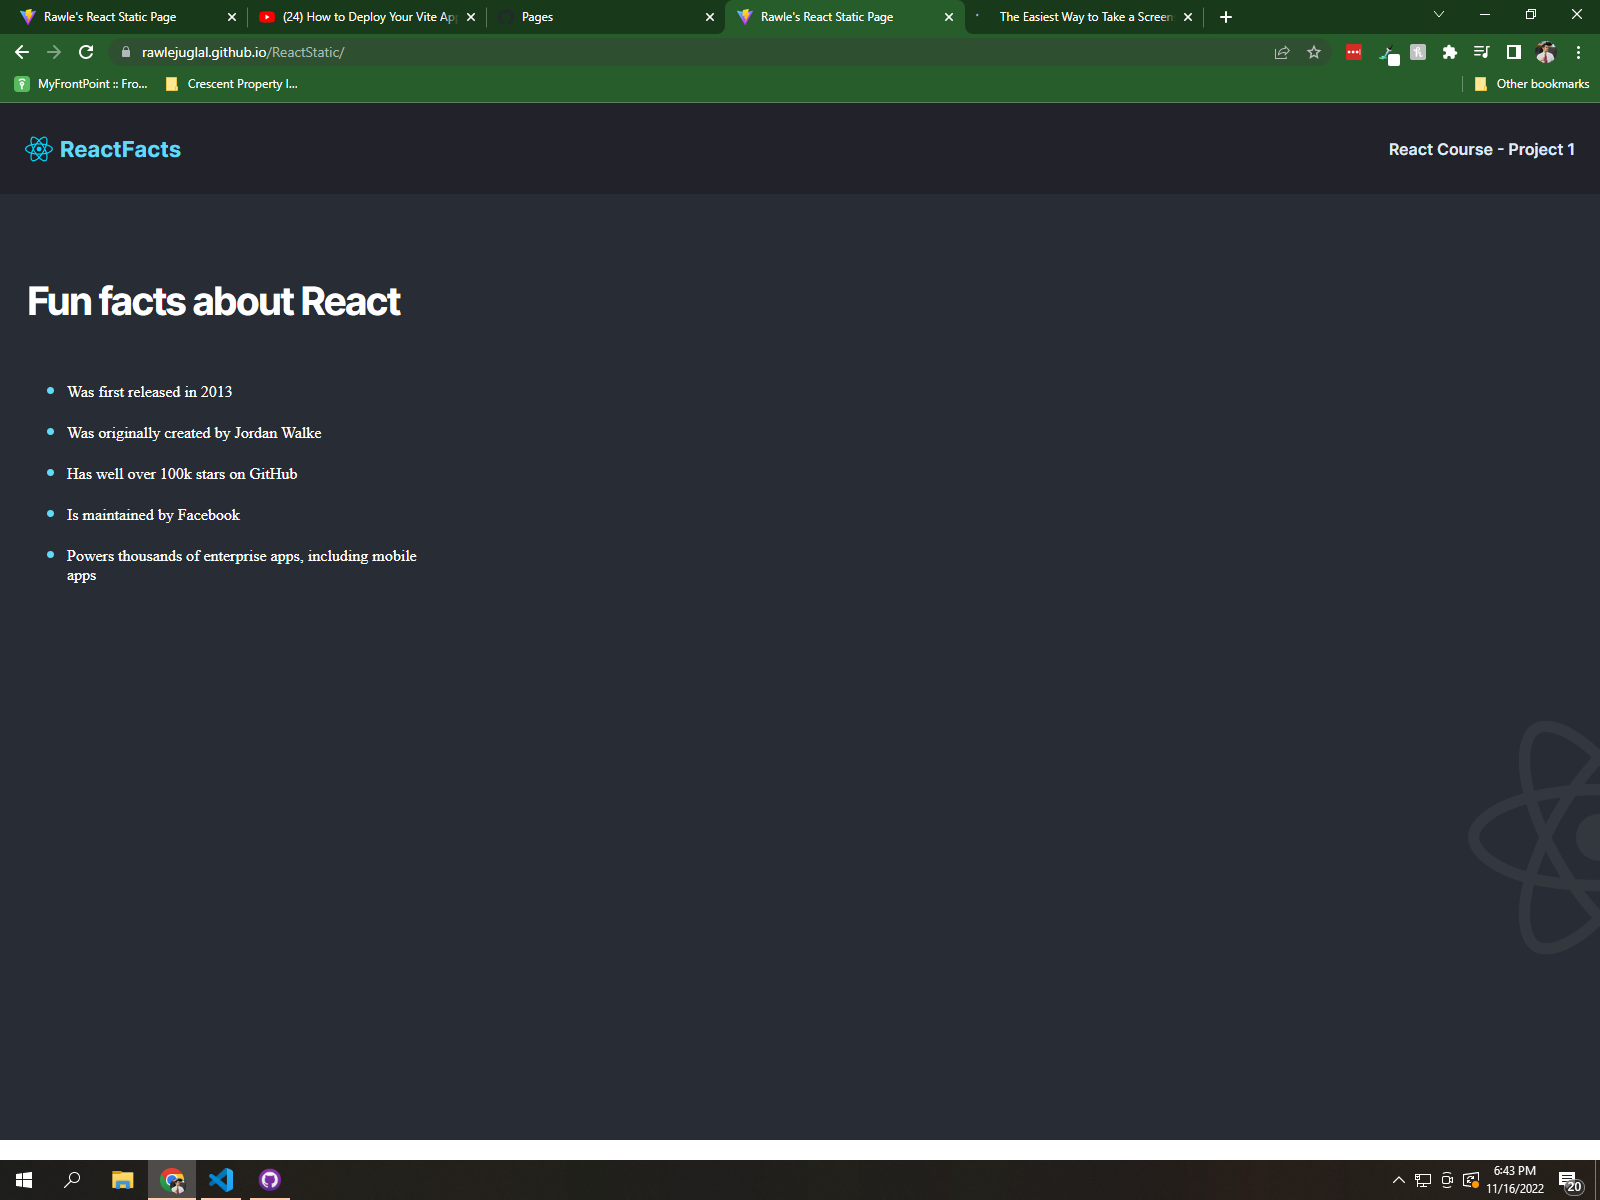 Rawle's React Static Page
(24) How to Deploy Your Vite Ap
Pages
Rawle's React Static Page
The Easiest Way to Take a Screen
rawlejuglal.github.io/ReactStatic/
MyFrontPoint :: Fro...
Crescent Property I...
Other bookmarks
ReactFacts
React Course - Project 1
Fun facts about React
Was first released in 2013
Was originally created by Jordan Walke
Has well over 100k stars on GitHub
Is maintained by Facebook
Powers thousands of enterprise apps, including mobile
apps
6:43 PM
11/16/2022
20